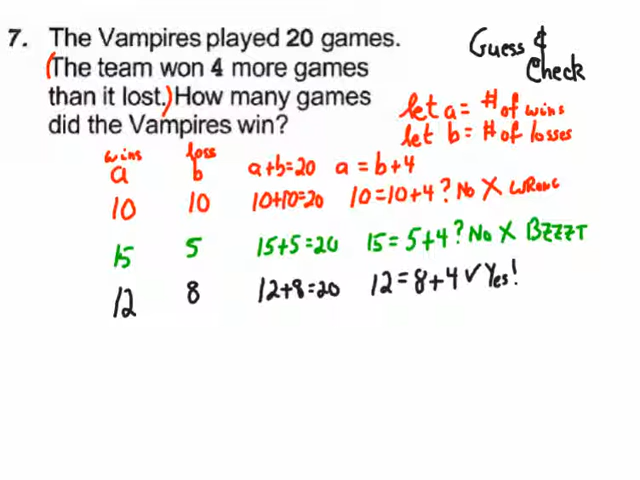 7. The Vampires played 20 games.
(The team won 4 more games
than it lost.) How many games
did the Vampires win?
Guess &
Check
let a = # of wins
let b = # of losses
wins loss
a b a+b=20 a = b+4
10 10 10+10=20 10=10+4? No X WRONG
15 5 15+5=20 15=5+4? No X BZZZT
12 8 12+8=20 12=8+4 ✓ Yes!